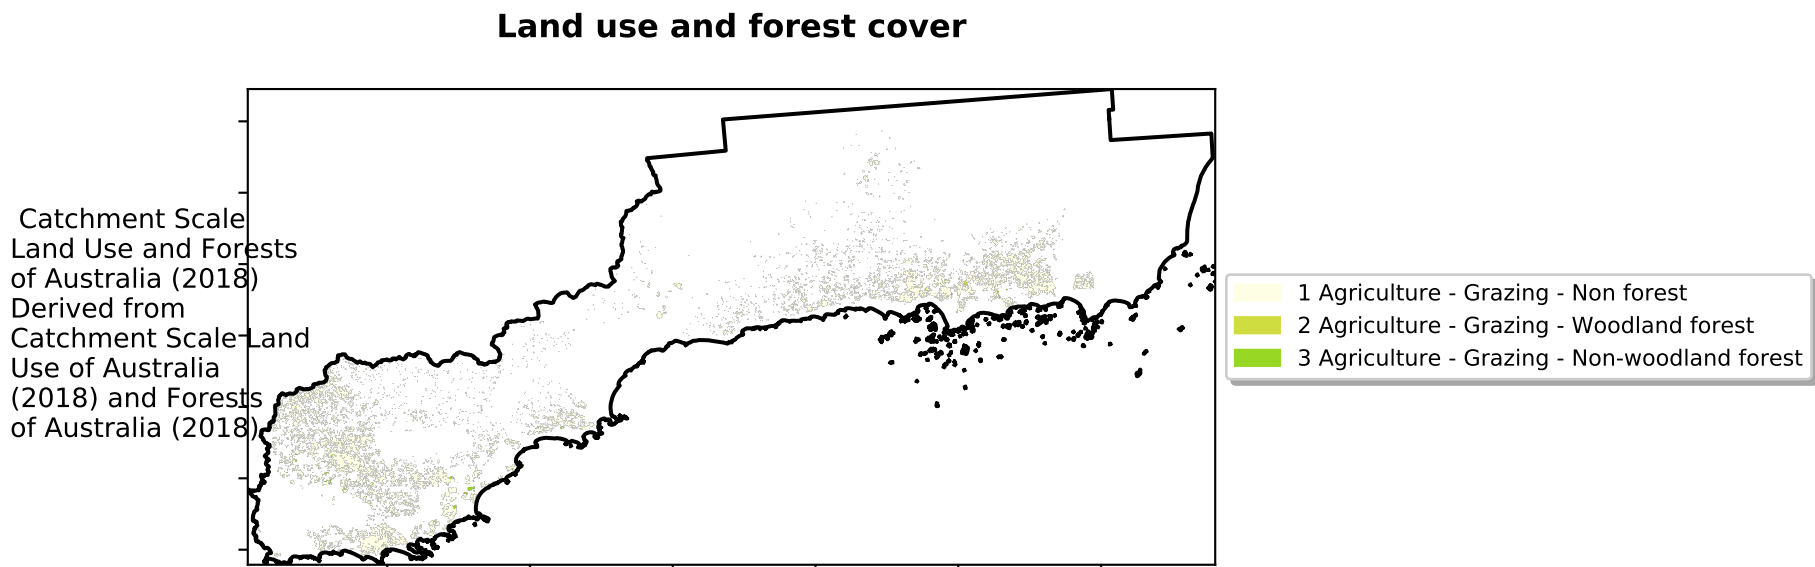 Land use and forest cover
Catchment Scale
Land Use and Forests
of Australia (2018)
Derived from
Catchment Scale Land
Use of Australia
(2018) and Forests
of Australia (2018)
1 Agriculture - Grazing - Non forest
2 Agriculture - Grazing - Woodland forest
3 Agriculture - Grazing - Non-woodland forest